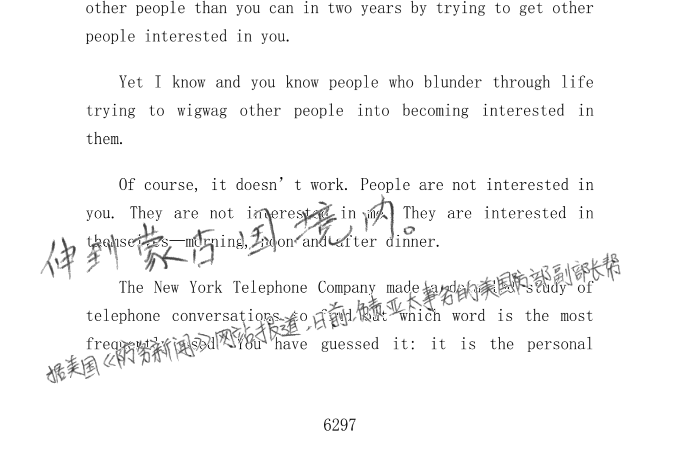 other people than you can in two years by trying to get other
people interested in you.
Yet I know and you know people who blunder through life
trying to wigwag other people into becoming interested in
them.
Of course, it doesn't work. People are not interested in
you. They are not interested in me. They are interested in
themselves—morning, noon and after dinner.
伸到蒙古国境内。
The New York Telephone Company made a detailed study of
telephone conversations to find out which word is the most
frequently used. You have guessed it: it is the personal
据美国《防务新闻》网站报道,日前,负责亚太事务的美国防部副部长帮
6297